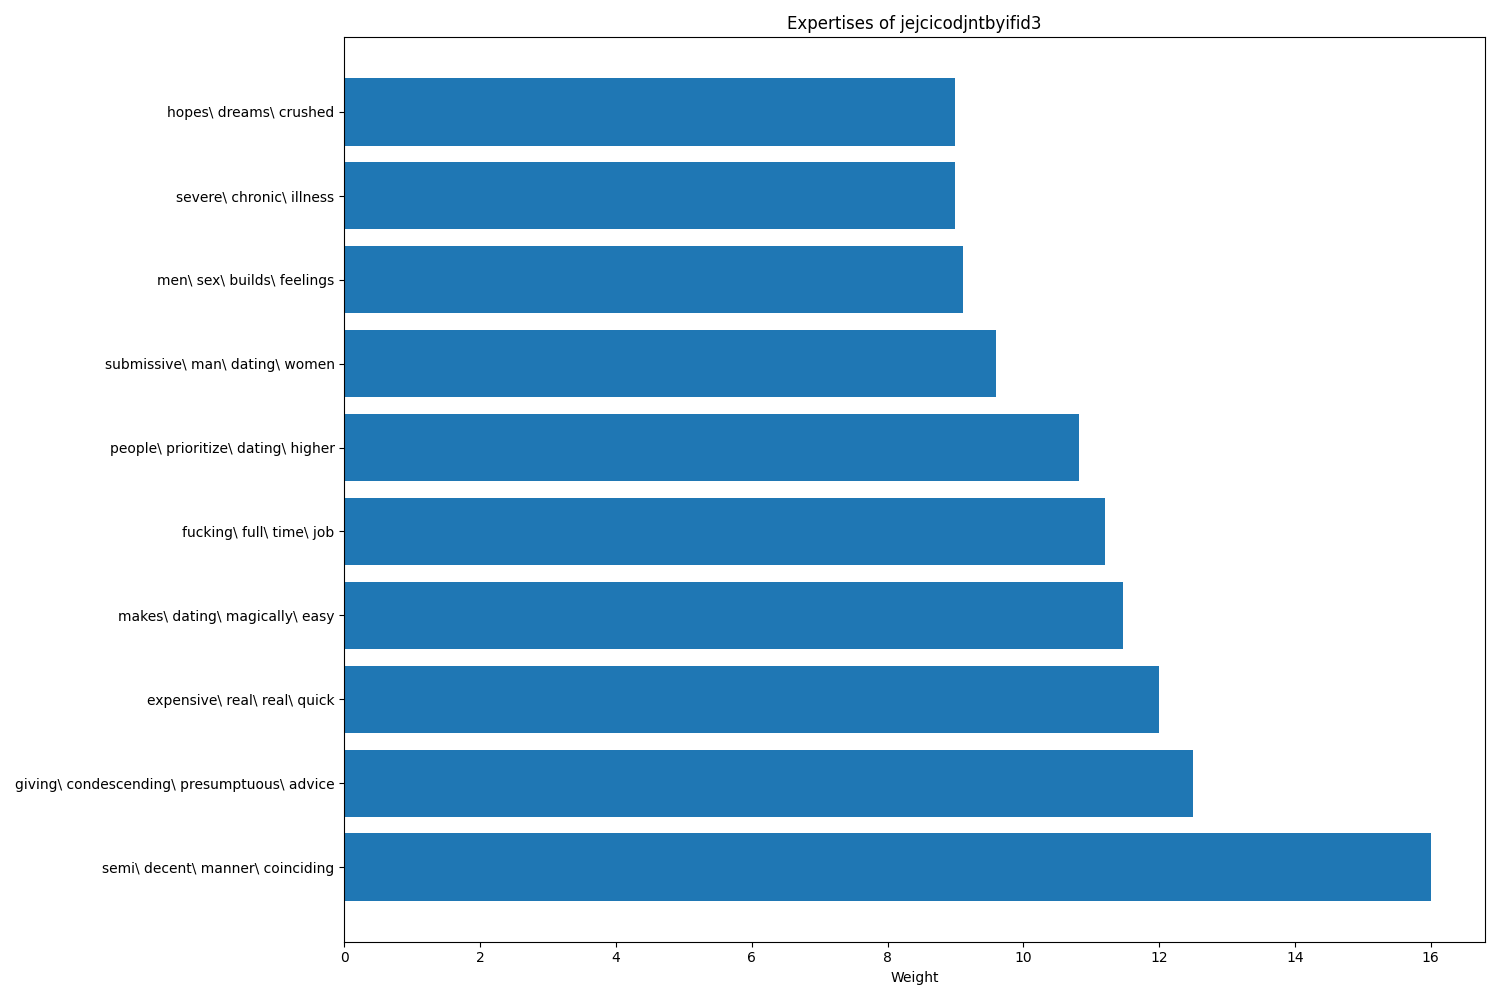 Expertises of jejcicodjntbyifid3
hopes\ dreams\ crushed
severe\ chronic\ illness
men\ sex\ builds\ feelings
submissive\ man\ dating\ women
people\ prioritize\ dating\ higher
fucking\ full\ time\ job
makes\ dating\ magically\ easy
expensive\ real\ real\ quick
giving\ condescending\ presumptuous\ advice
semi\ decent\ manner\ coinciding
0 2 4 6 8 10 12 14 16
Weight